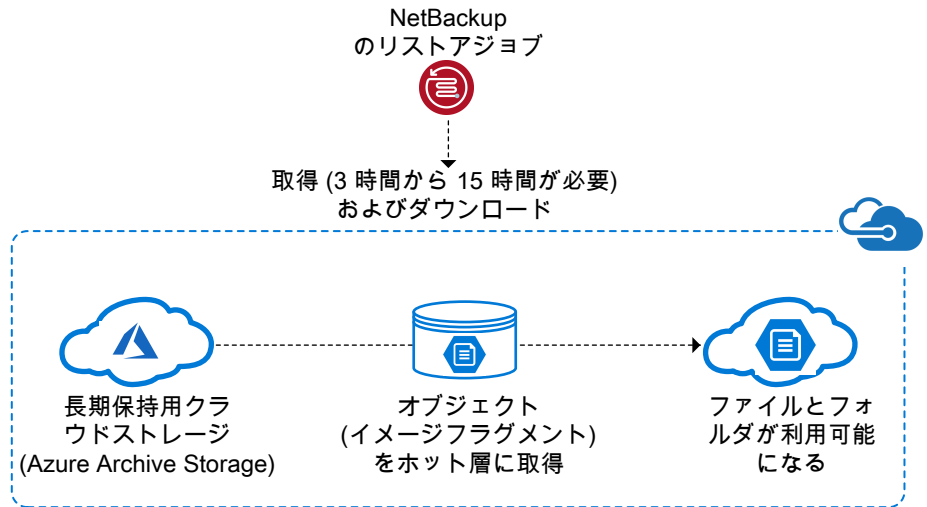 NetBackup
のリストアジョブ
取得 (3 時間から 15 時間が必要)
およびダウンロード
長期保持用クラ
ウドストレージ
(Azure Archive Storage)
オブジェクト
(イメージフラグメント)
をホット層に取得
ファイルとフォ
ルダが利用可能
になる